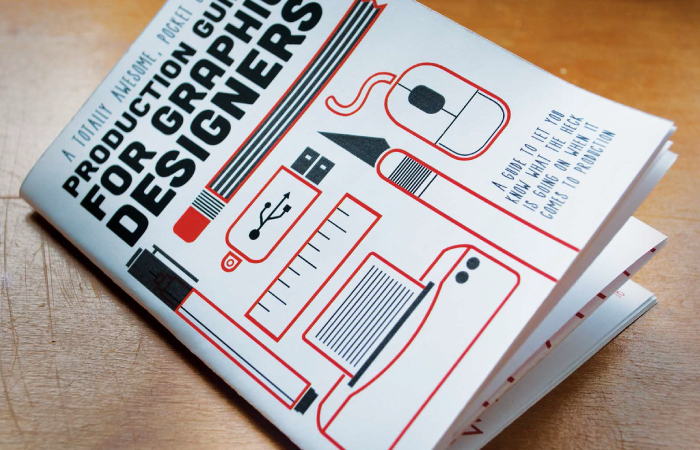 A TOTALLY AWESOME, POCKET
PRODUCTION
FOR GRAPHIC
DESIGNERS
A GUIDE TO LET YOU
KNOW WHAT THE HECK
IS GOING ON WHEN IT
COMES TO PRODUCTION